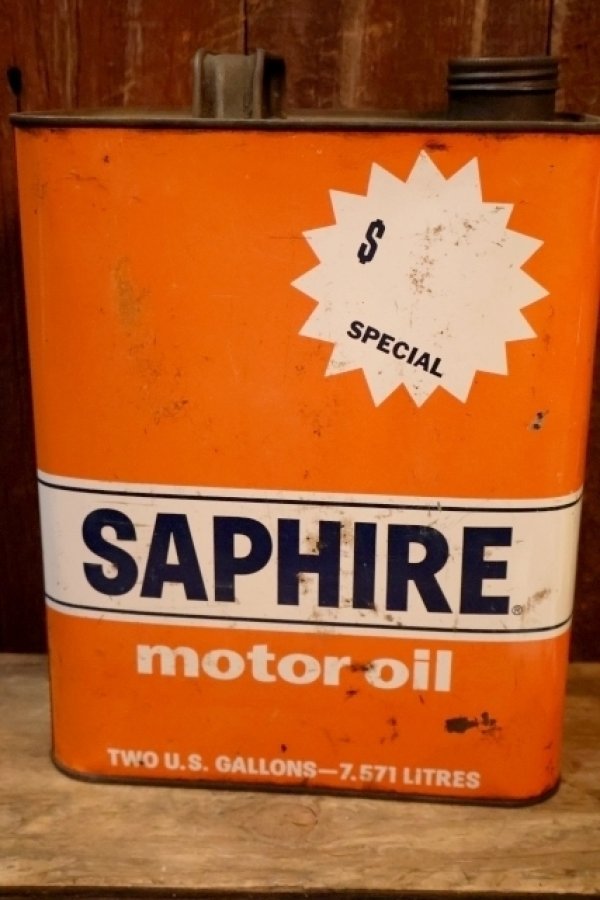 $
SPECIAL
SAPHIRE®
motor oil
TWO U.S. GALLONS—7.571 LITRES